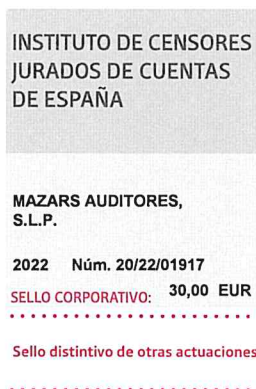 INSTITUTO DE CENSORES
JURADOS DE CUENTAS
DE ESPAÑA
MAZARS AUDITORES,
S.L.P.
2022 Núm. 20/22/01917
SELLO CORPORATIVO: 30,00 EUR
Sello distintivo de otras actuaciones